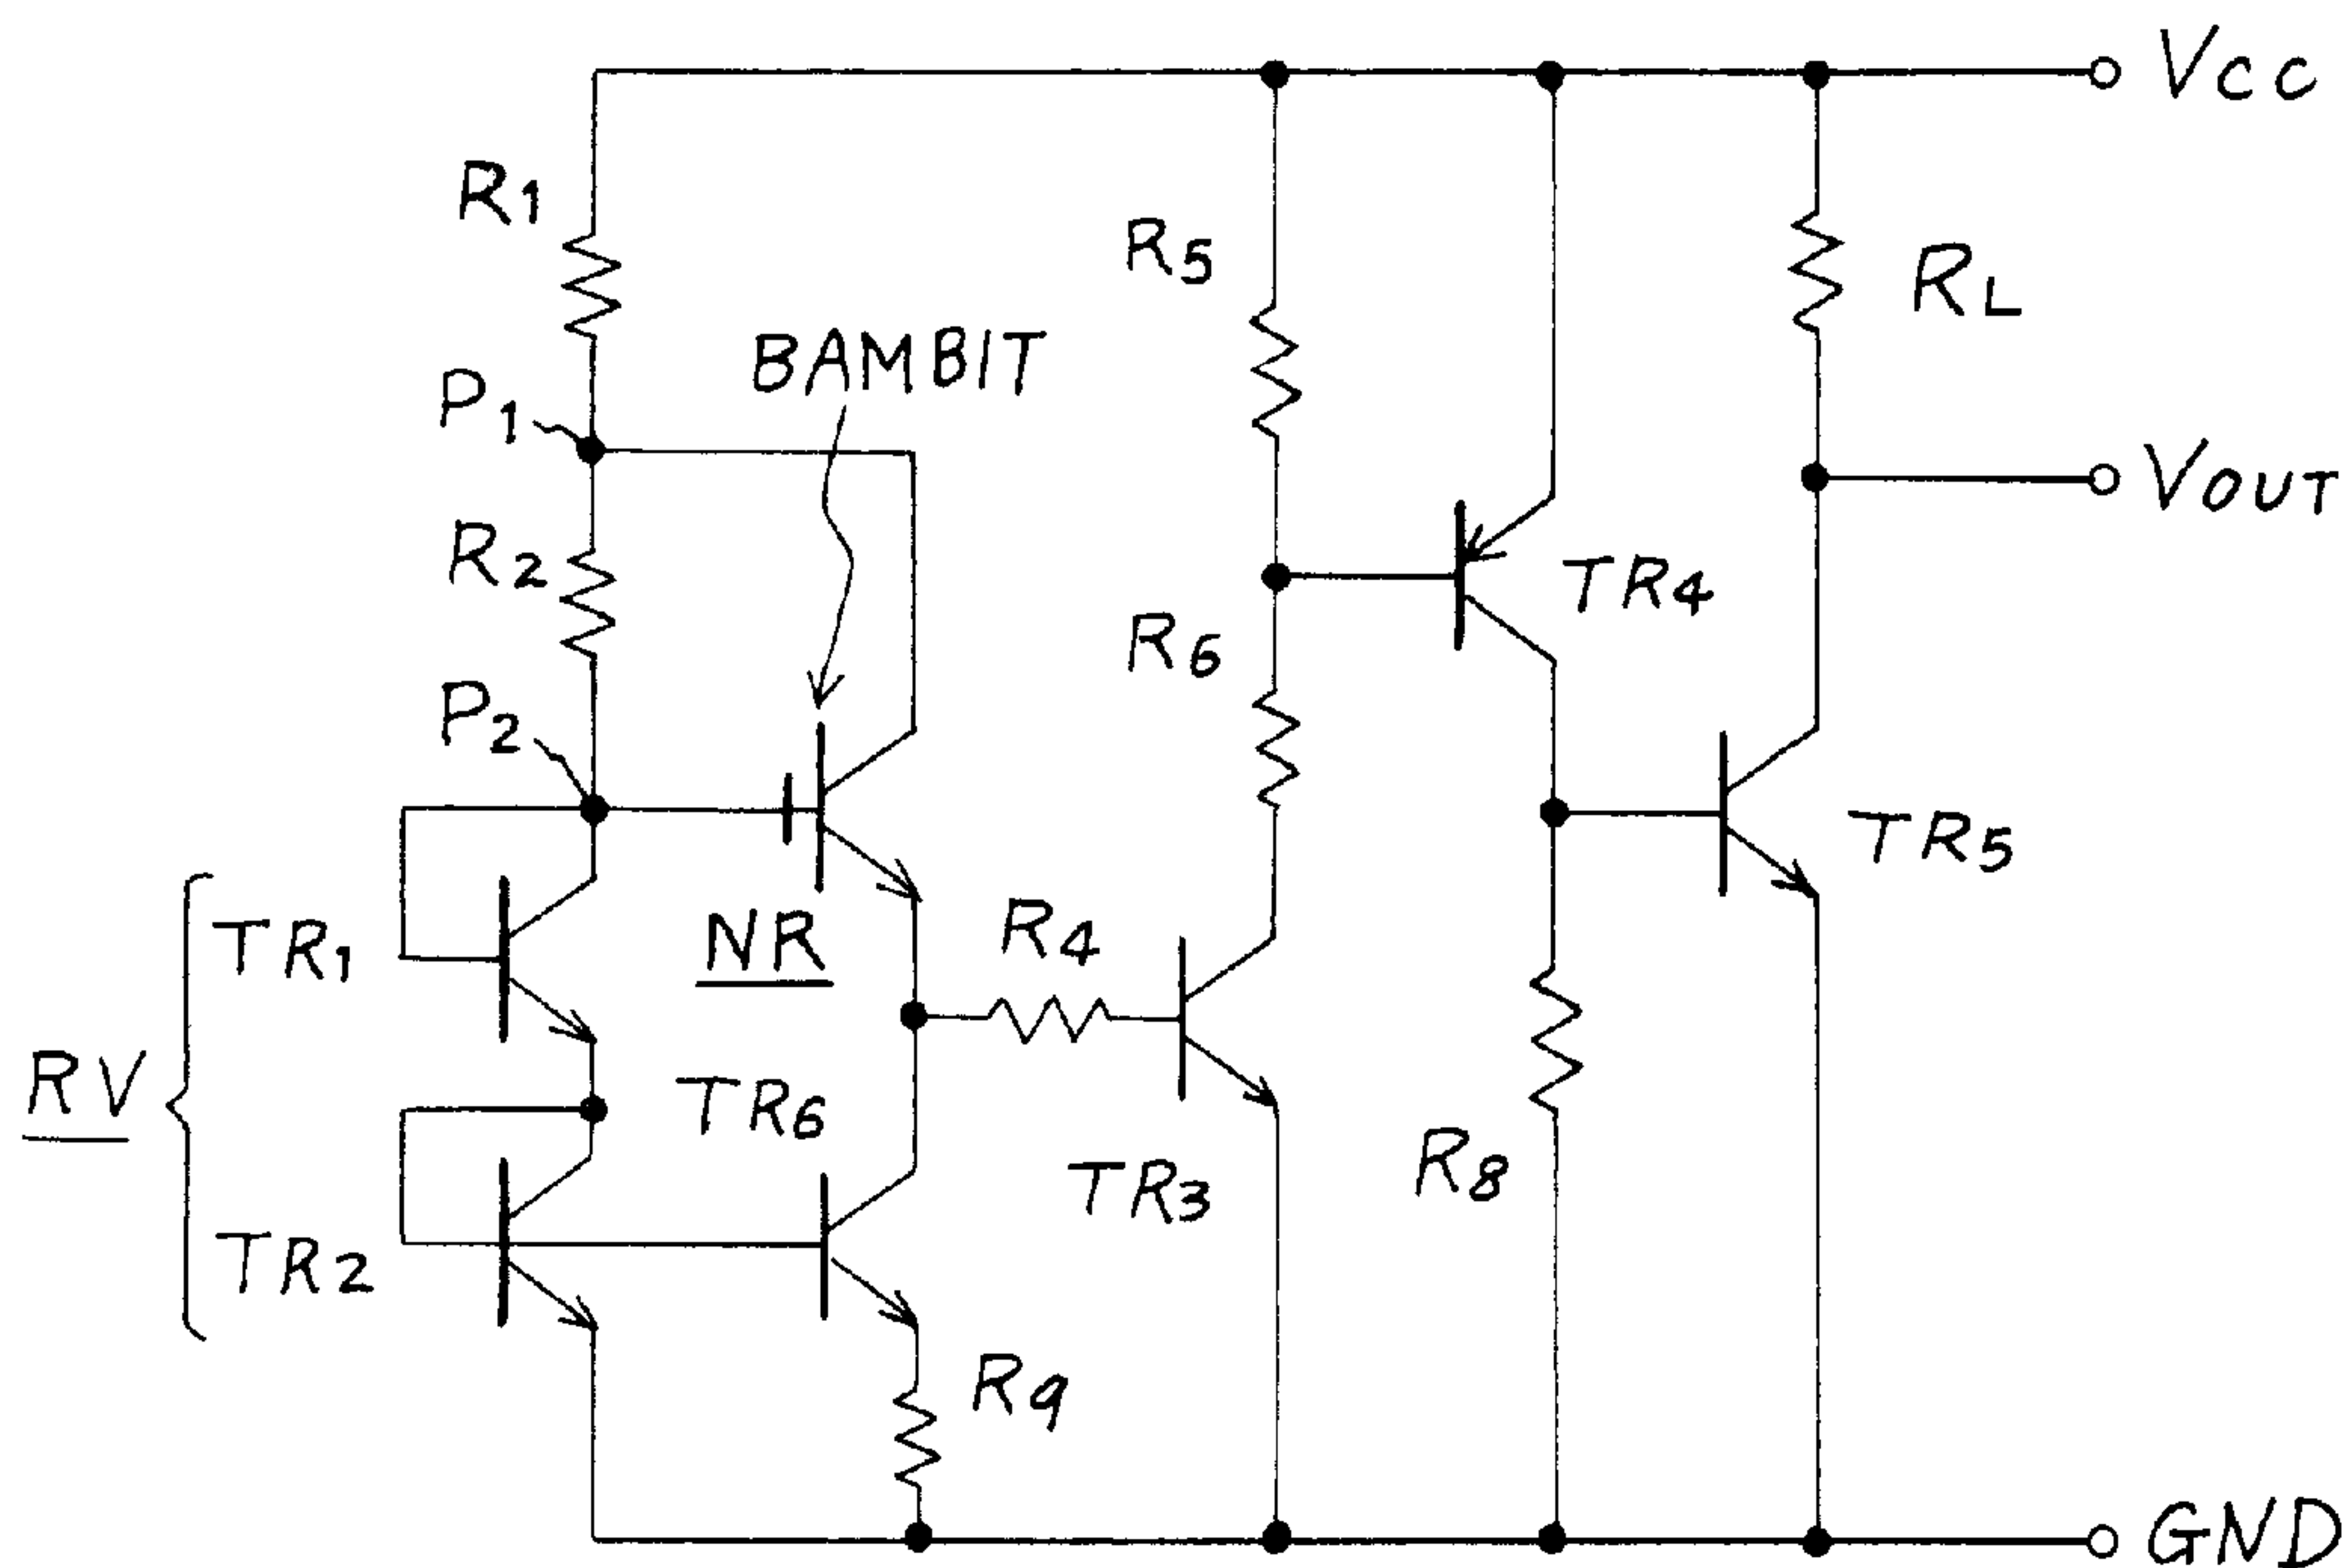 VCC
R1
R5
RL
BAMBIT
P1
VOUT
R2
TR4
R6
P2
TR5
TR1
NR
R4
RV
TR6
R8
TR3
TR2
R9
GND